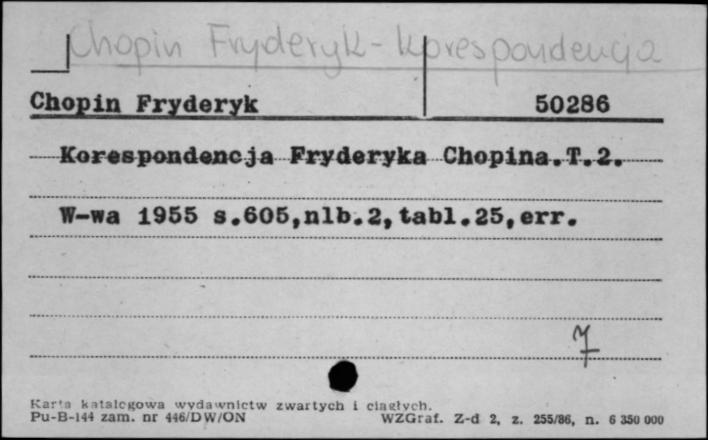 Chopin Fryderyk - korespondencja
Chopin Fryderyk 50286
Korespondencja Fryderyka Chopina.T.2.
W-wa 1955 s.605,nlb.2,tabl.25,err.
7
Karta katalogowa wydawnictw zwartych i ciągłych.
Pu-B-144 zam. nr 446/DW/ON WZGraf. Z-d 2, z. 255/86, n. 6 350 000